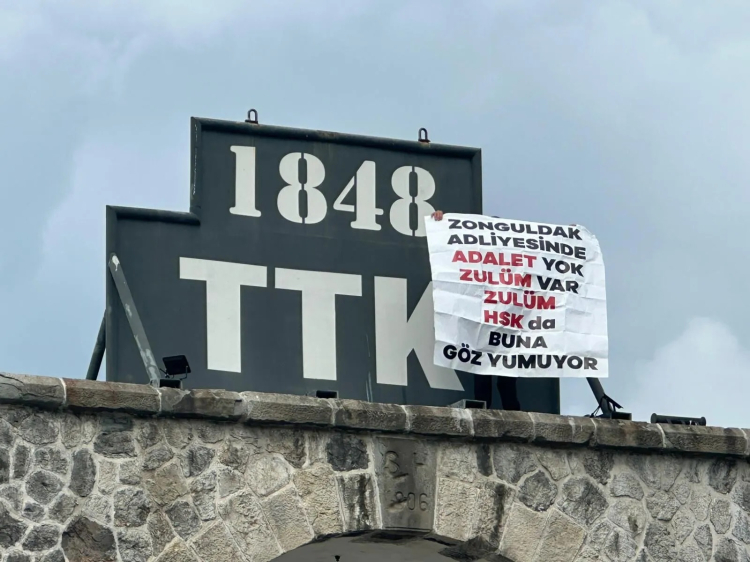 1848
TTK
ZONGULDAK
ADLİYESİNDE
ADALET YOK
ZULÜM VAR
ZULÜM
HSK da
BUNA
GÖZ YUMUYOR